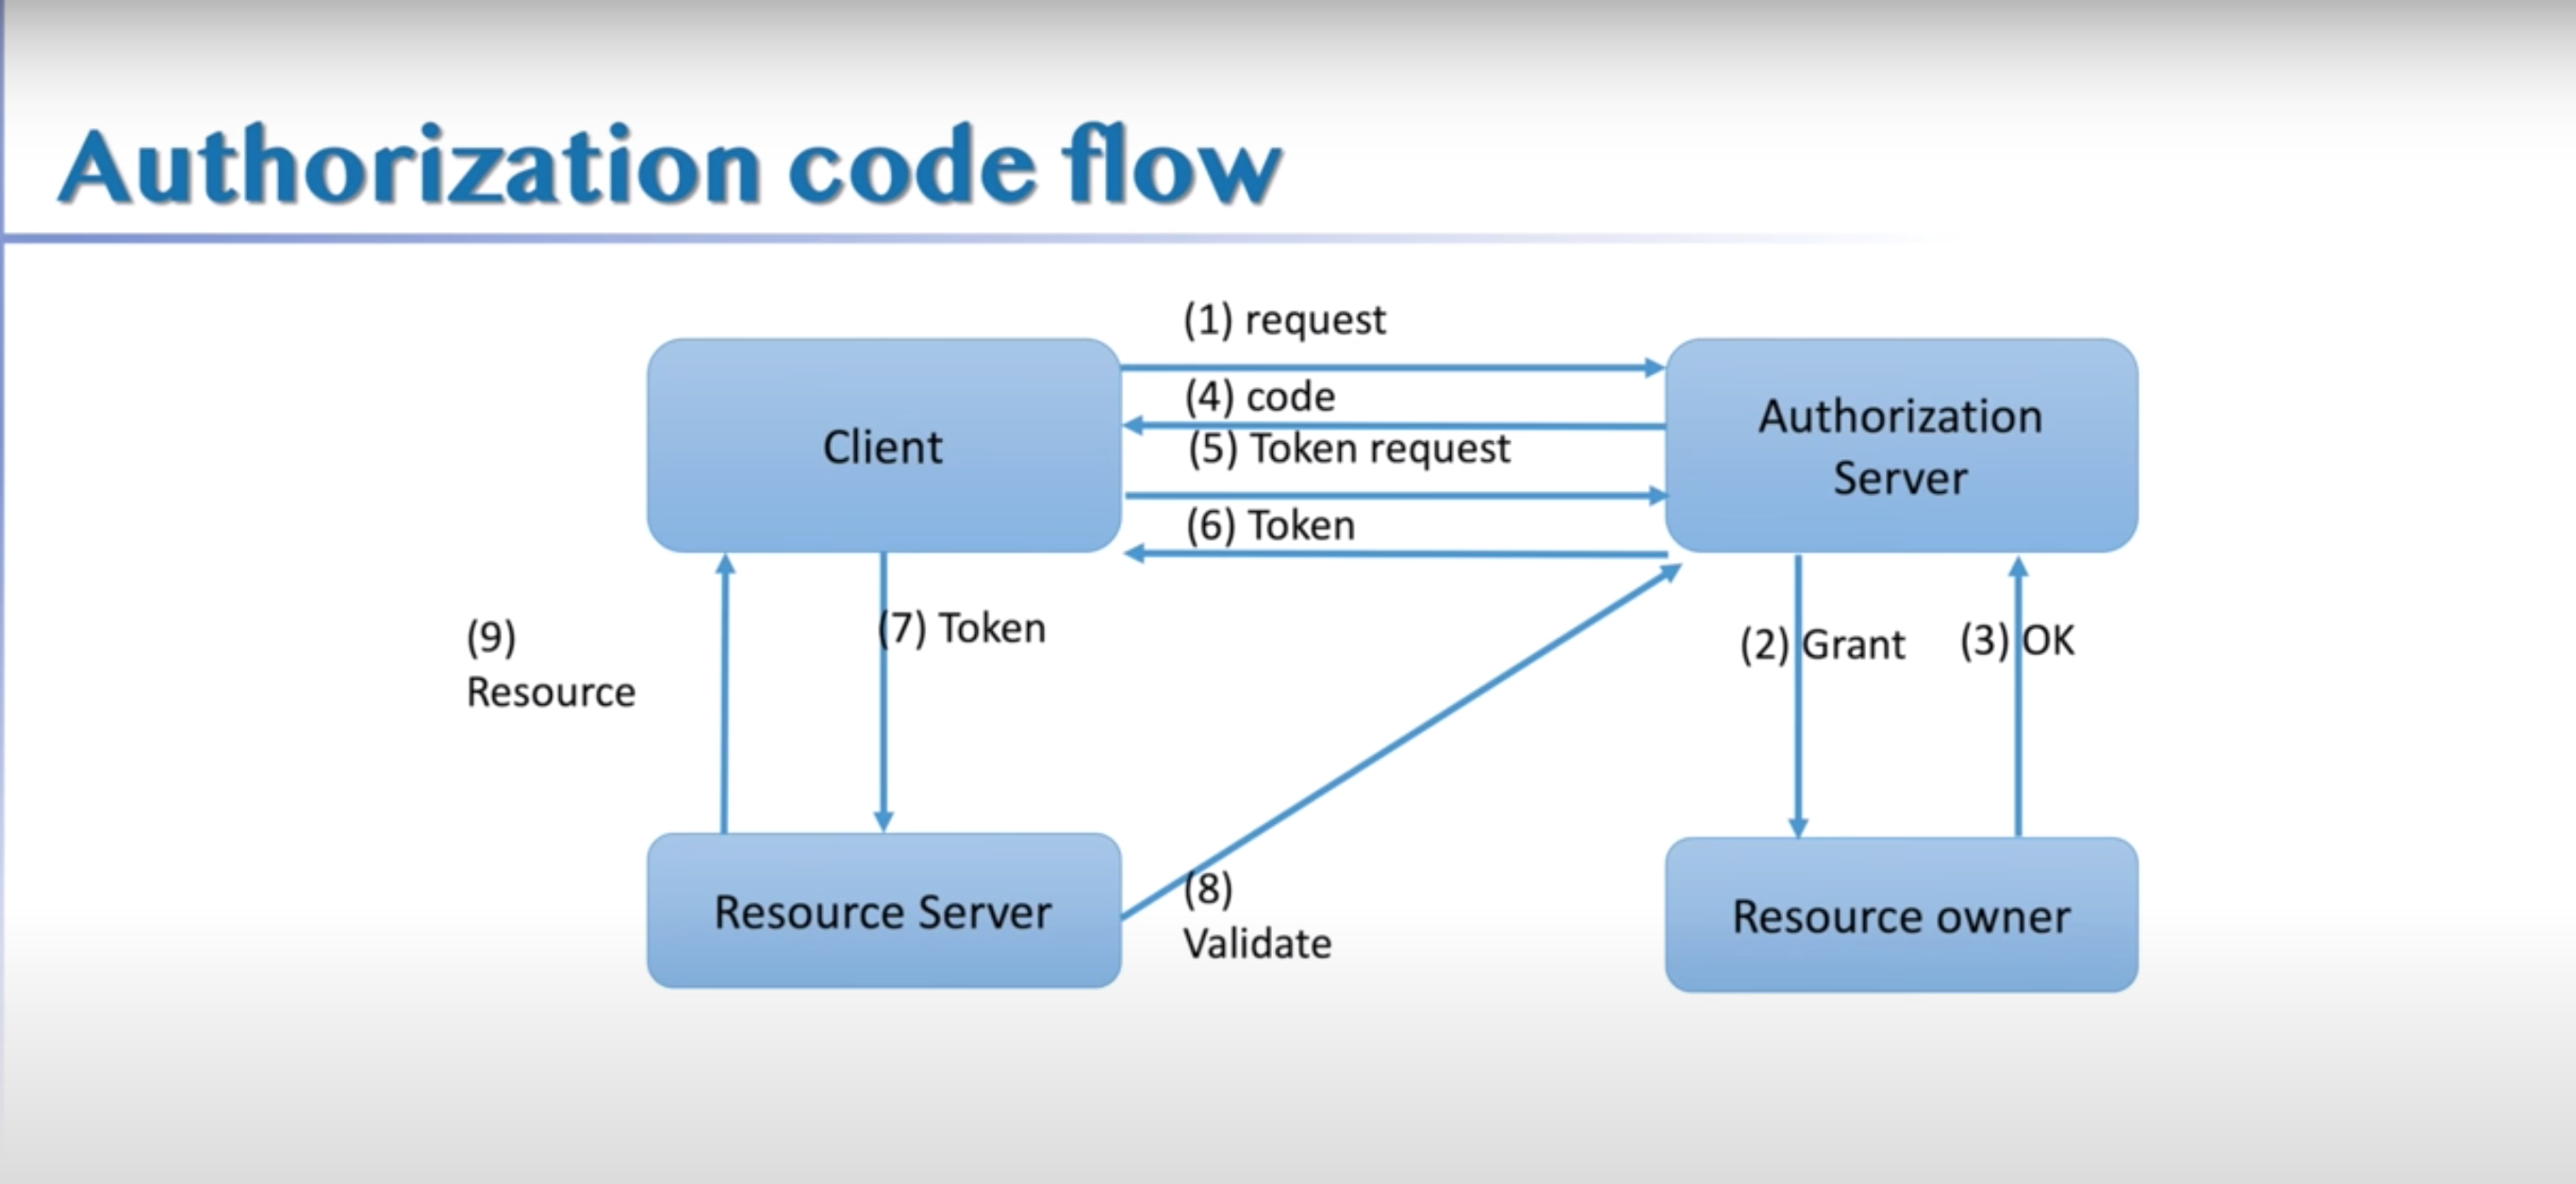 Authorization code flow
(1) request
Client
(4) code
(5) Token request
(6) Token
Authorization
Server
(9)
Resource
(7) Token
(2) Grant
(3) OK
Resource Server
(8)
Validate
Resource owner